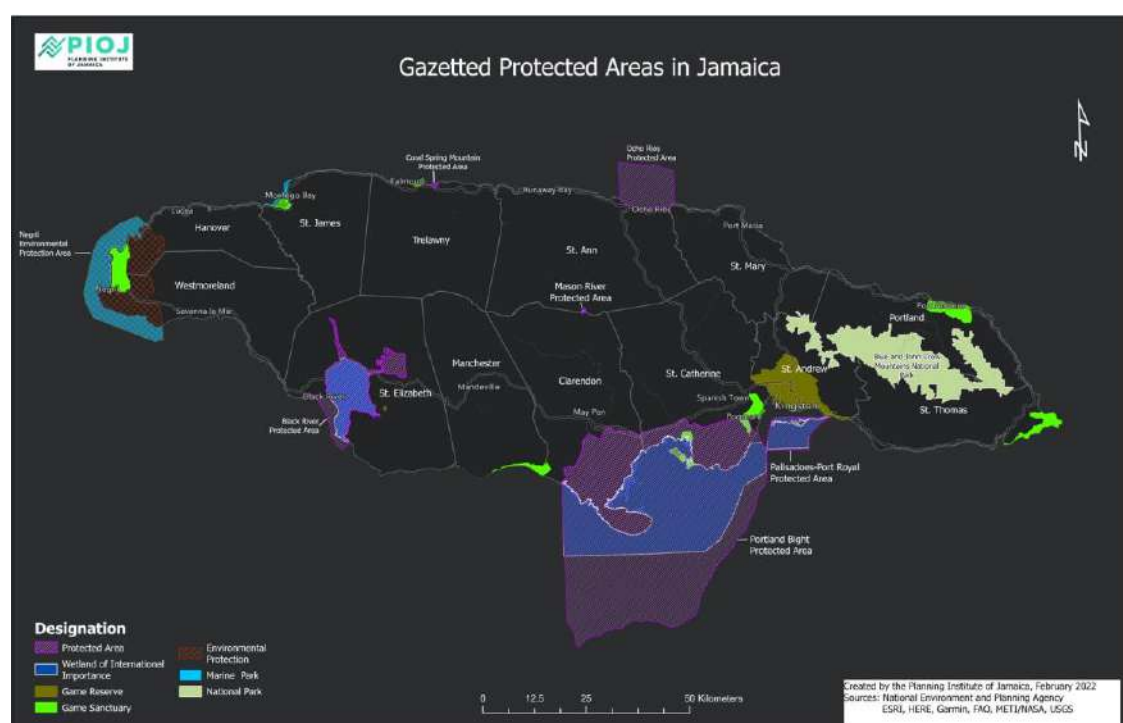 PIOJ
PLANNING INSTITUTE
OF JAMAICA
Gazetted Protected Areas in Jamaica
Ocho Rios
Protected Area
Coral Spring Mountain
Protected Area
Falmouth
Runaway Bay
Montego Bay
Ocho Rios
Lucea
Hanover
St. James
Trelawny
St. Ann
Port Maria
St. Mary
Negril
Environmental
Protection Area
Westmoreland
Negril
Savanna la Mar
Mason River
Protected Area
Portland
Manchester
St. Andrew
Blue and John Crow
Mountains National
Park
Black River
St. Elizabeth
Mandeville
Clarendon
St. Catherine
Spanish Town
Kingston
St. Thomas
May Pen
Black River
Protected Area
Palisadoes-Port Royal
Protected Area
Portland Bight
Protected Area
Designation
Protected Area
Wetland of International
Importance
Game Reserve
Game Sanctuary
Environmental
Protection
Marine Park
National Park
0 12.5 25 50 Kilometers
Created by the Planning Institute of Jamaica, February 2022
Sources: National Environment and Planning Agency
ESRI, HERE, Garmin, FAO, METI/NASA, USGS